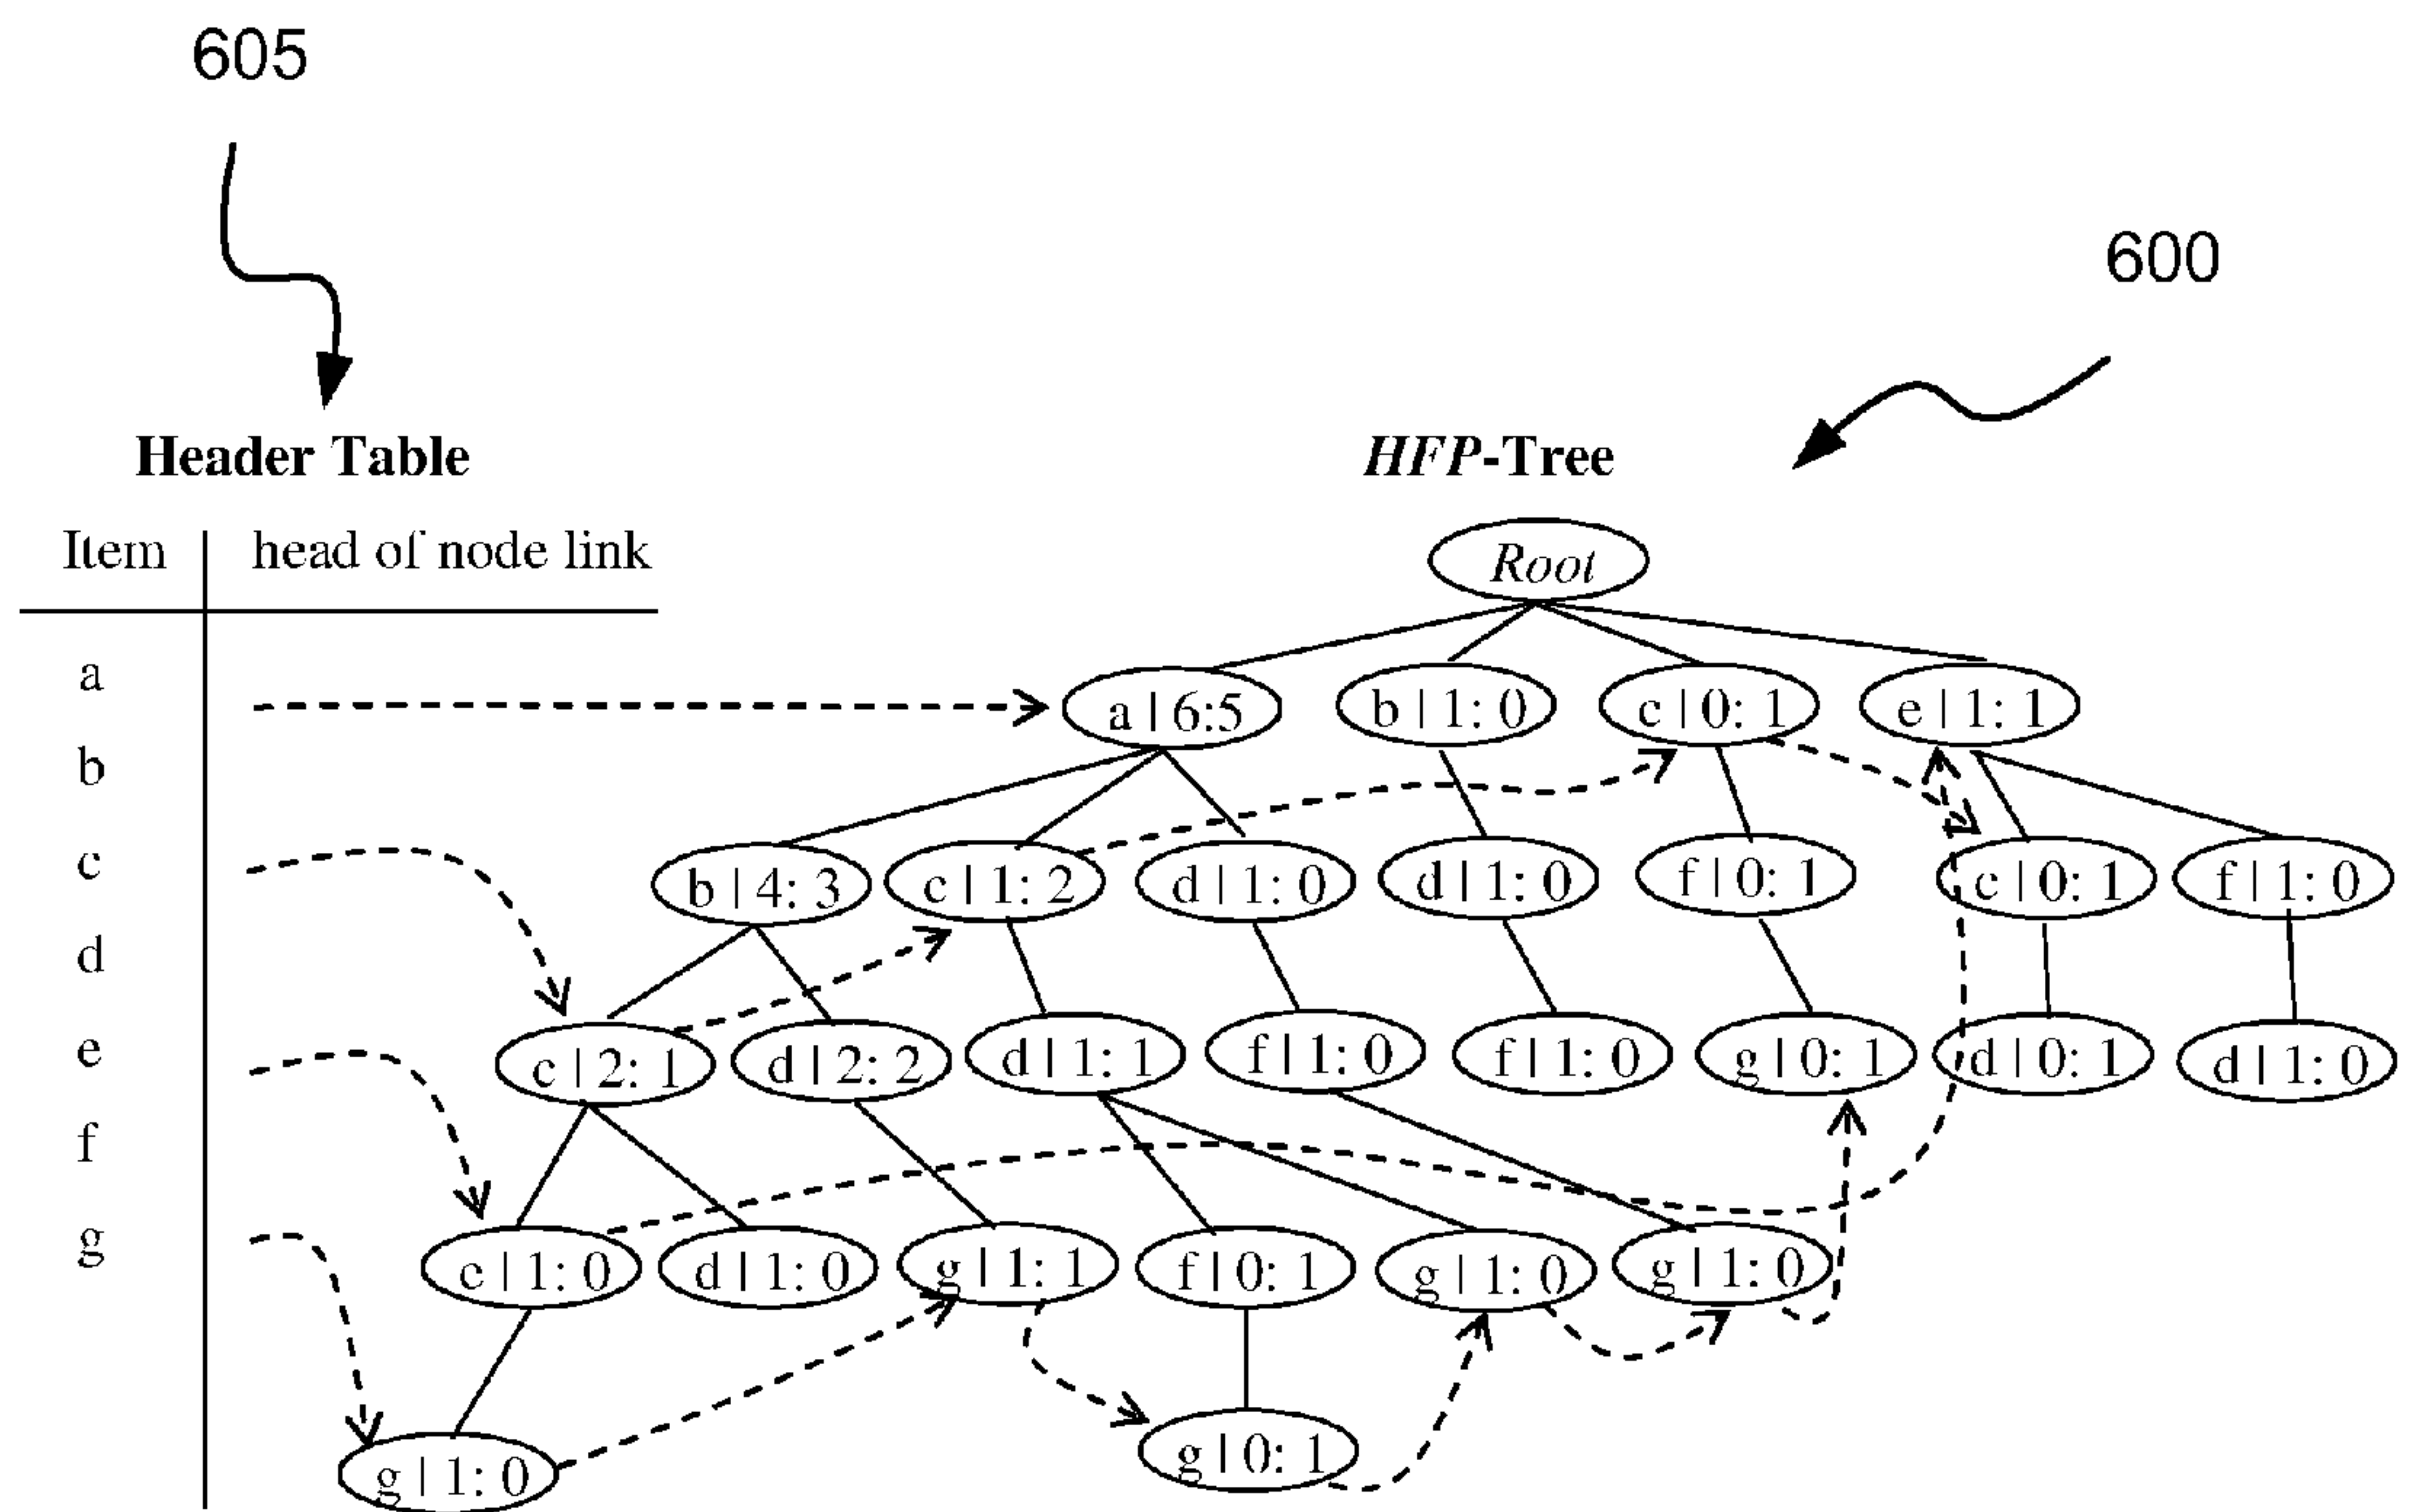 605
600
Header Table
HFP-Tree
Item head of node link
Root
a
a | 6:5
b | 1: 0
c | 0: 1
e | 1: 1
b
c
b | 4: 3
c | 1: 2
d | 1: 0
d | 1: 0
f | 0: 1
c | 0: 1
f | 1: 0
d
e
c | 2: 1
d | 2: 2
d | 1: 1
f | 1: 0
f | 1: 0
g | 0: 1
d | 0: 1
d | 1: 0
f
g
c | 1: 0
d | 1: 0
g | 1: 1
f | 0: 1
g | 1: 0
g | 1: 0
g | 1: 0
g | 0: 1